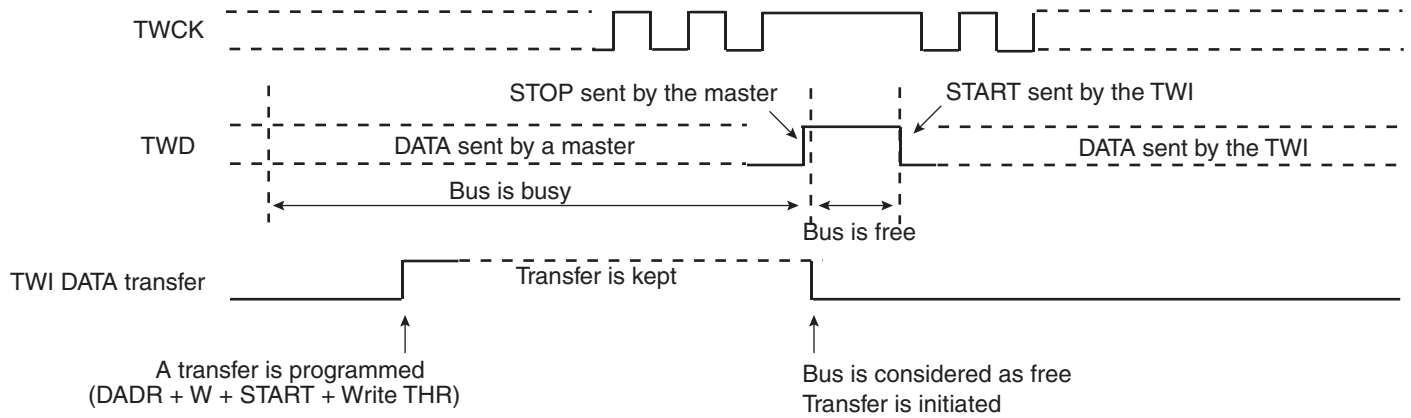 TWCK
STOP sent by the master
START sent by the TWI
TWD
DATA sent by a master
DATA sent by the TWI
Bus is busy
Bus is free
TWI DATA transfer
Transfer is kept
A transfer is programmed
(DADR + W + START + Write THR)
Bus is considered as free
Transfer is initiated